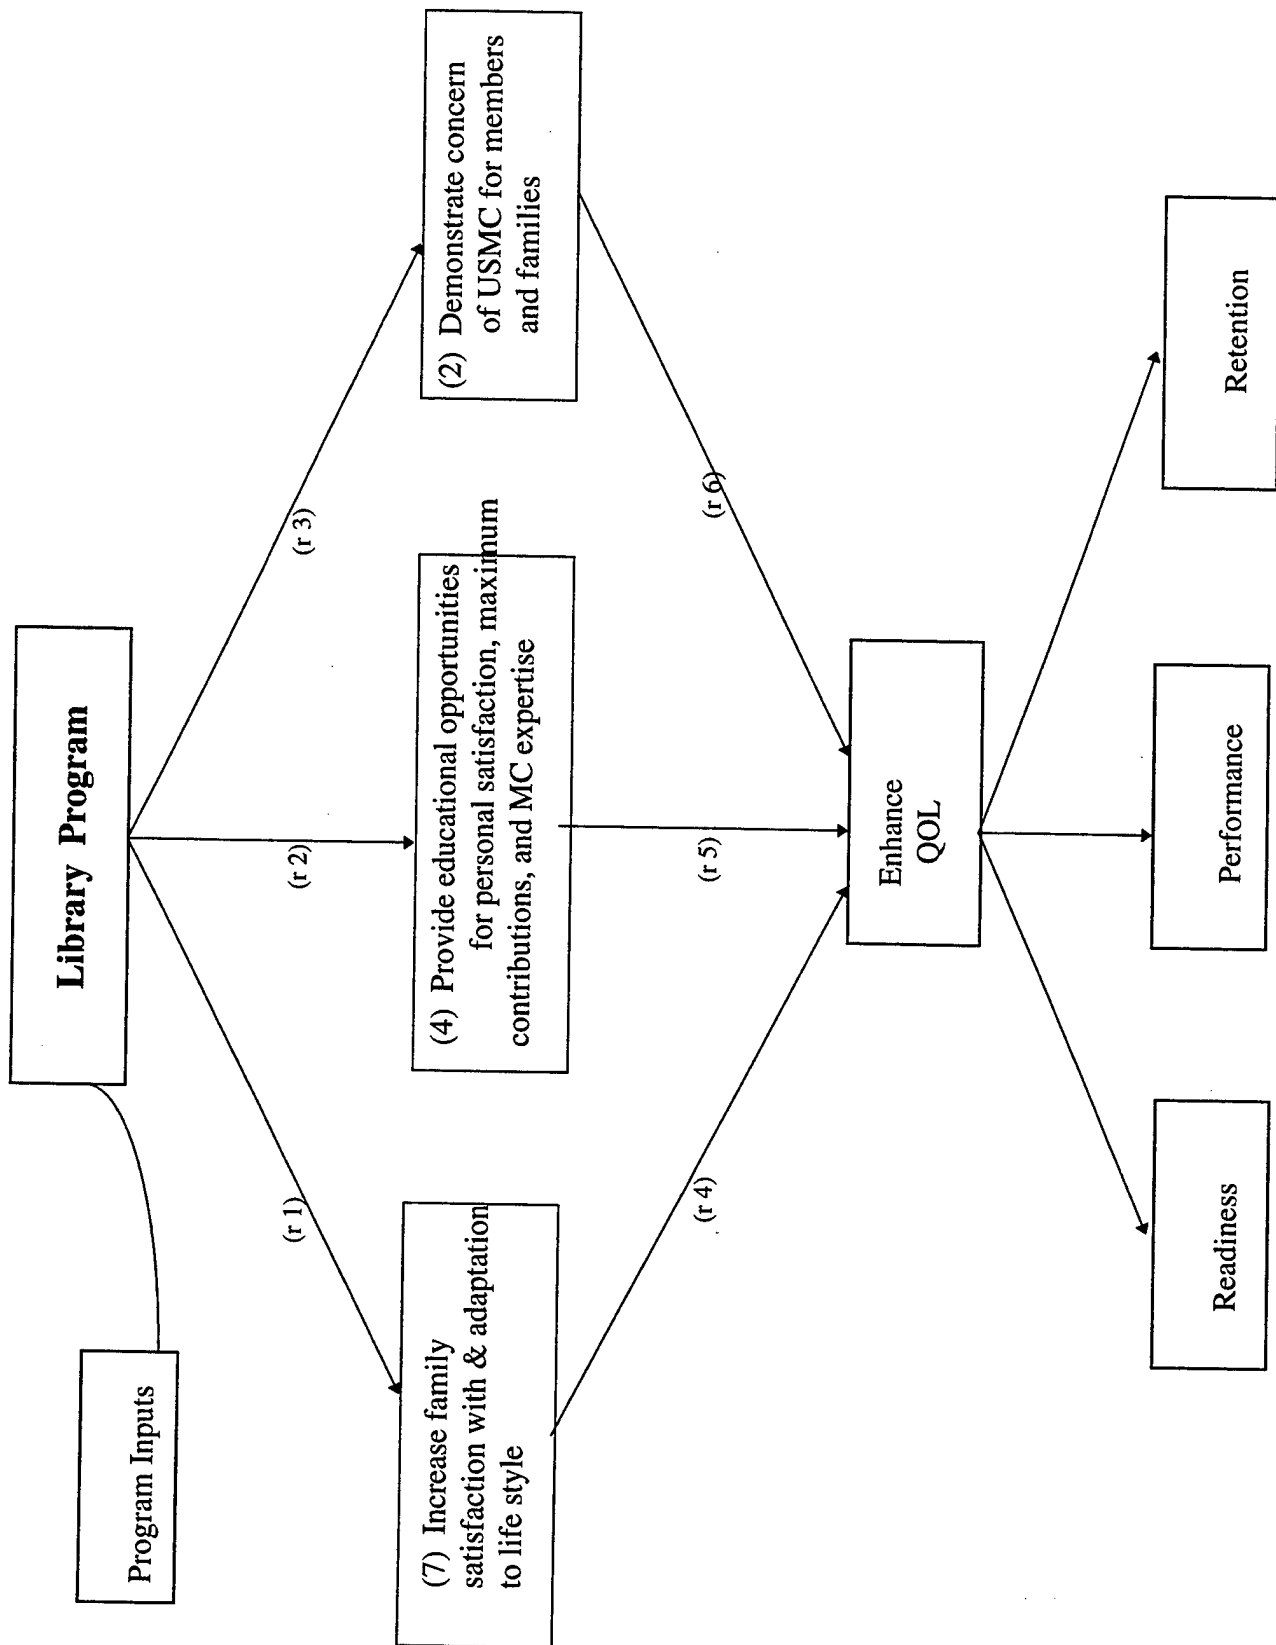 Library Program
Program Inputs
(r 1)
(r 2)
(r 3)
(7) Increase family
satisfaction with & adaptation
to life style
(4) Provide educational opportunities
for personal satisfaction, maximum
contributions, and MC expertise
(2) Demonstrate concern
of USMC for members
and families
(r 4)
(r 5)
(r 6)
Enhance
QOL
Readiness
Performance
Retention